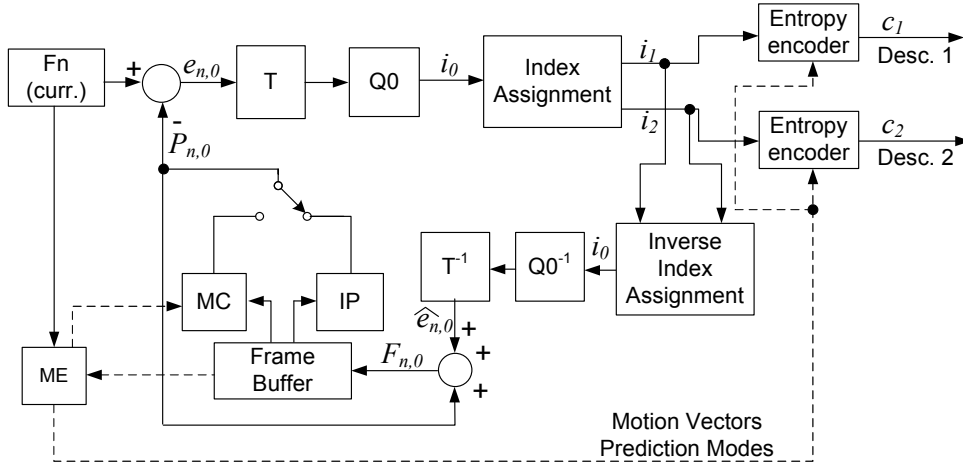 Fn
(curr.)
+
e_{n,0}
T
Q0
i_0
Index
Assignment
i_1
i_2
Entropy
encoder
c_1
Desc. 1
Entropy
encoder
c_2
Desc. 2
-
P_{n,0}
T^{-1}
Q0^{-1}
i_0
Inverse
Index
Assignment
MC
IP
\widehat{e}_{n,0}
+
+
+
F_{n,0}
Frame
Buffer
ME
Motion Vectors
Prediction Modes